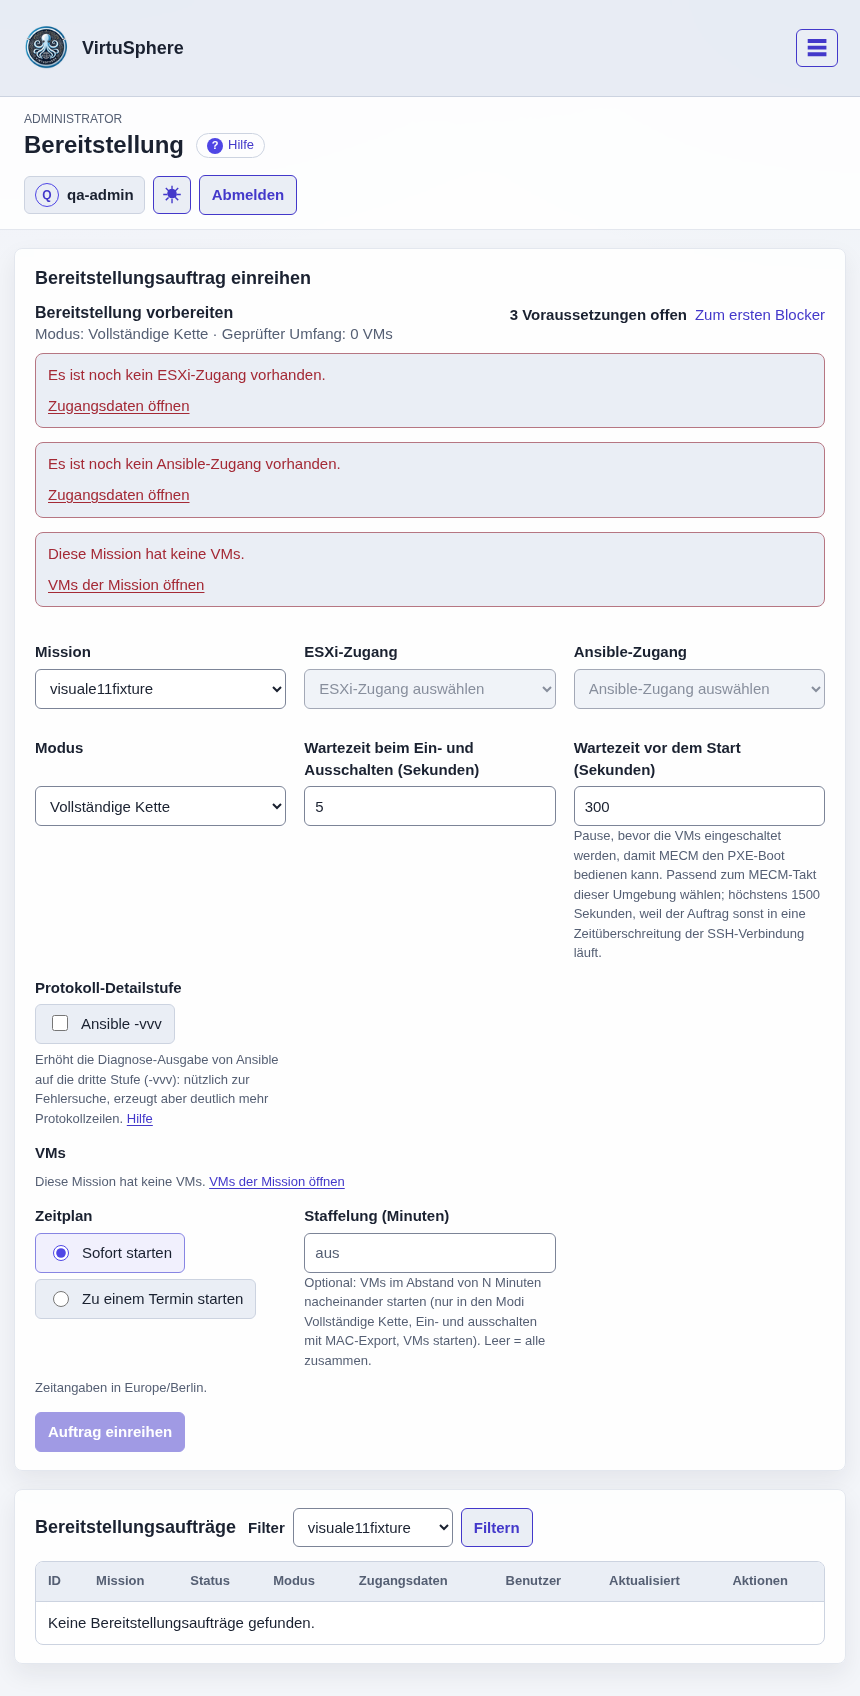 VirtuSphere
ADMINISTRATOR
Bereitstellung
? Hilfe
Q qa-admin
Abmelden
Bereitstellungsauftrag einreihen
Bereitstellung vorbereiten
3 Voraussetzungen offen Zum ersten Blocker
Modus: Vollständige Kette · Geprüfter Umfang: 0 VMs
Es ist noch kein ESXi-Zugang vorhanden.
Zugangsdaten öffnen
Es ist noch kein Ansible-Zugang vorhanden.
Zugangsdaten öffnen
Diese Mission hat keine VMs.
VMs der Mission öffnen
Mission
ESXi-Zugang
Ansible-Zugang
visuale11fixture
ESXi-Zugang auswählen
Ansible-Zugang auswählen
Modus
Wartezeit beim Ein- und
Ausschalten (Sekunden)
Wartezeit vor dem Start
(Sekunden)
Vollständige Kette
5
300
Pause, bevor die VMs eingeschaltet
werden, damit MECM den PXE-Boot
bedienen kann. Passend zum MECM-Takt
dieser Umgebung wählen; höchstens 1500
Sekunden, weil der Auftrag sonst in eine
Zeitüberschreitung der SSH-Verbindung
läuft.
Protokoll-Detailstufe
Ansible -vvv
Erhöht die Diagnose-Ausgabe von Ansible
auf die dritte Stufe (-vvv): nützlich zur
Fehlersuche, erzeugt aber deutlich mehr
Protokollzeilen. Hilfe
VMs
Diese Mission hat keine VMs. VMs der Mission öffnen
Zeitplan
Sofort starten
Zu einem Termin starten
Staffelung (Minuten)
aus
Optional: VMs im Abstand von N Minuten
nacheinander starten (nur in den Modi
Vollständige Kette, Ein- und ausschalten
mit MAC-Export, VMs starten). Leer = alle
zusammen.
Zeitangaben in Europe/Berlin.
Auftrag einreihen
Bereitstellungsaufträge Filter visuale11fixture Filtern
ID Mission Status Modus Zugangsdaten Benutzer Aktualisiert Aktionen
Keine Bereitstellungsaufträge gefunden.